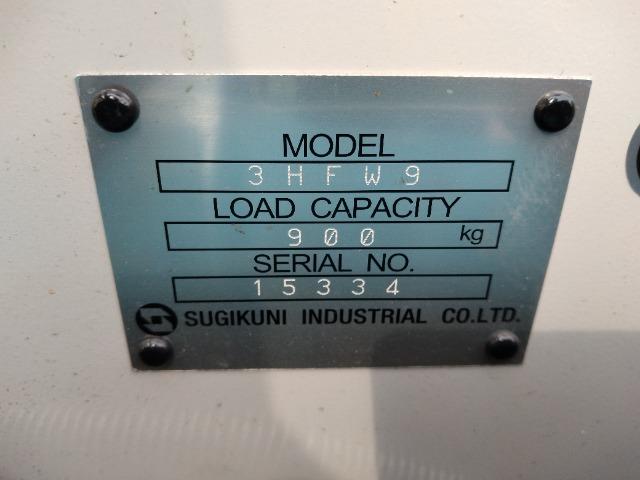 MODEL
3HFW9
LOAD CAPACITY
900 kg
SERIAL NO.
15334
SUGIKUNI INDUSTRIAL CO.LTD.